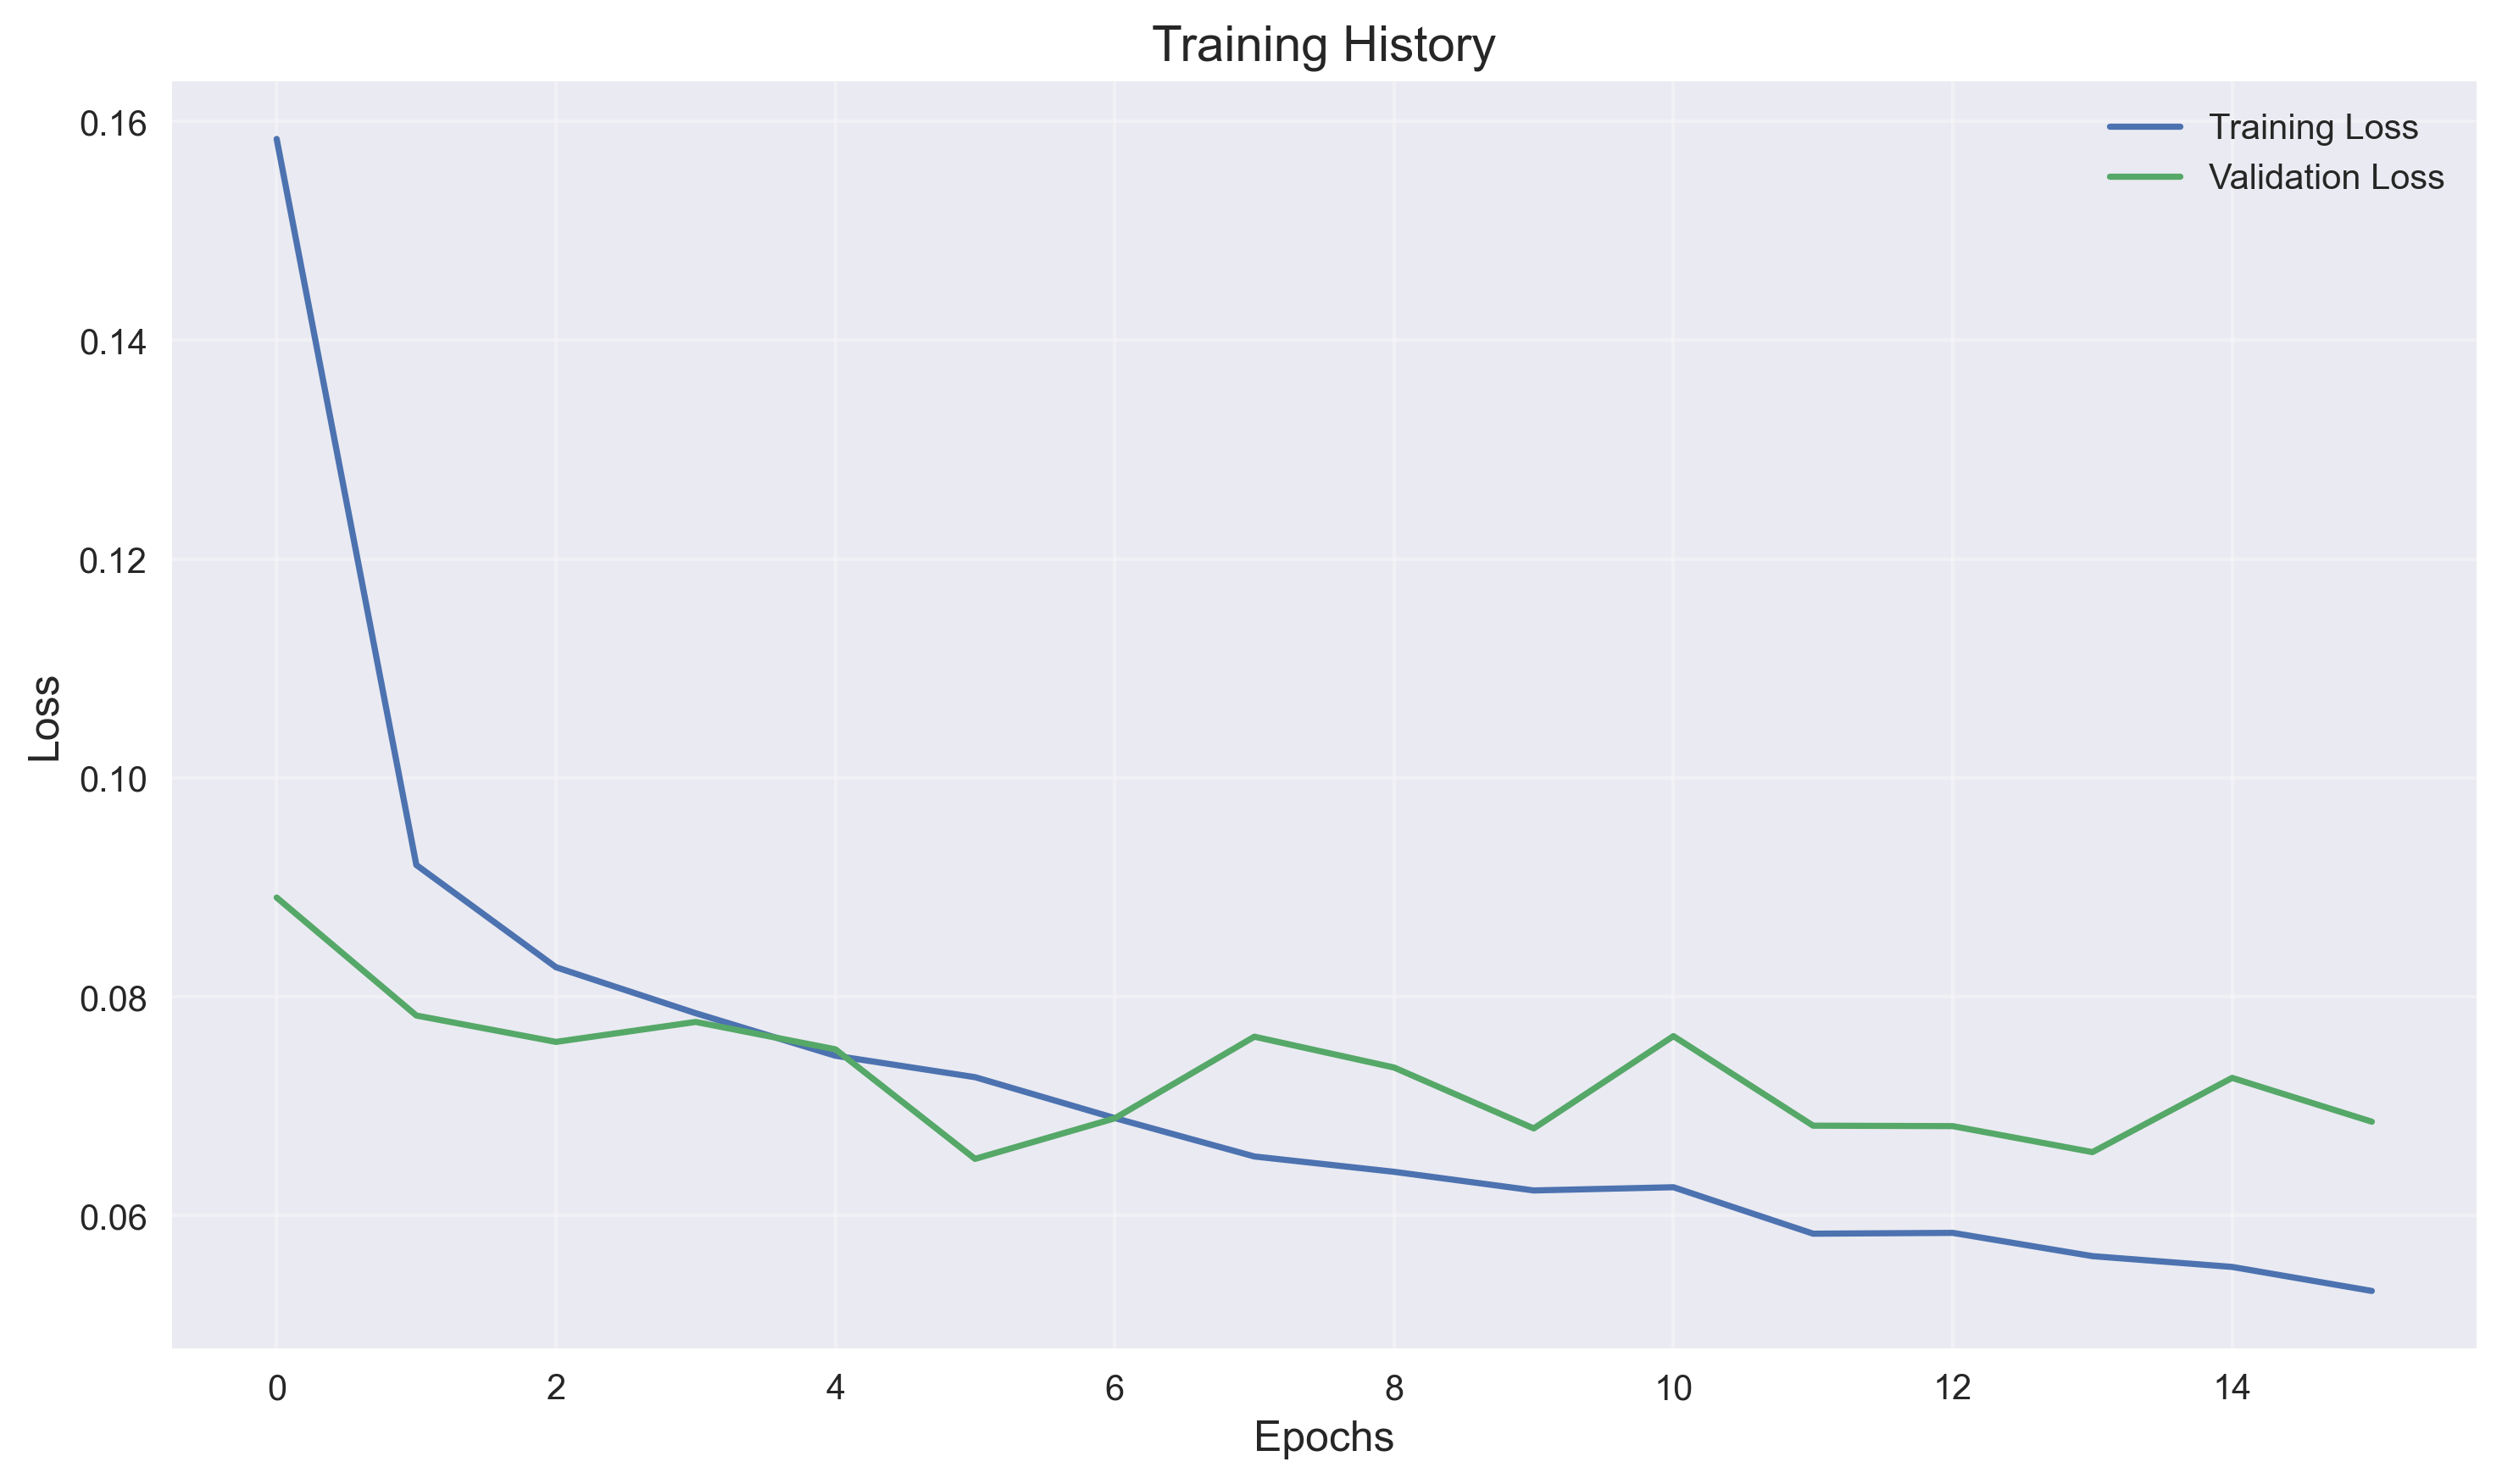 Training History
0.16
0.14
0.12
0.10
0.08
0.06
Loss
Training Loss
Validation Loss
0 2 4 6 8 10 12 14
Epochs